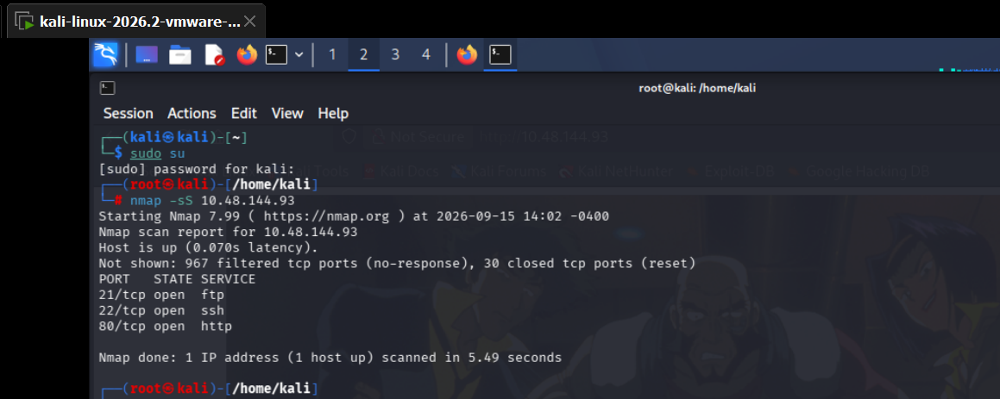 kali-linux-2026.2-vmware-...
1 2 3 4
root@kali: /home/kali
Session Actions Edit View Help
Not Secure 10.48.144.93
┌──(kali㉿kali)-[~]
└─$ sudo su
[sudo] password for kali:
Tools Kali Docs Kali Forums Kali NetHunter Exploit-DB Google Hacking DB
┌──(root㉿kali)-[/home/kali]
└─# nmap -sS 10.48.144.93
Starting Nmap 7.99 ( https://nmap.org ) at 2026-09-15 14:02 -0400
Nmap scan report for 10.48.144.93
Host is up (0.070s latency).
Not shown: 967 filtered tcp ports (no-response), 30 closed tcp ports (reset)
PORT   STATE SERVICE
21/tcp open  ftp
22/tcp open  ssh
80/tcp open  http
Nmap done: 1 IP address (1 host up) scanned in 5.49 seconds
┌──(root㉿kali)-[/home/kali]